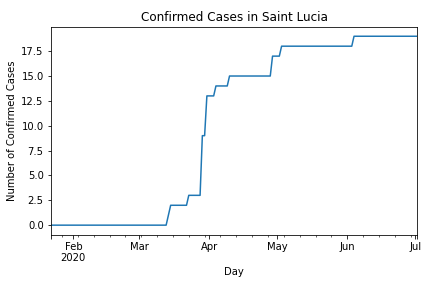 Confirmed Cases in Saint Lucia
Number of Confirmed Cases
17.5
15.0
12.5
10.0
7.5
5.0
2.5
0.0
Feb Mar Apr May Jun Jul
2020
Day